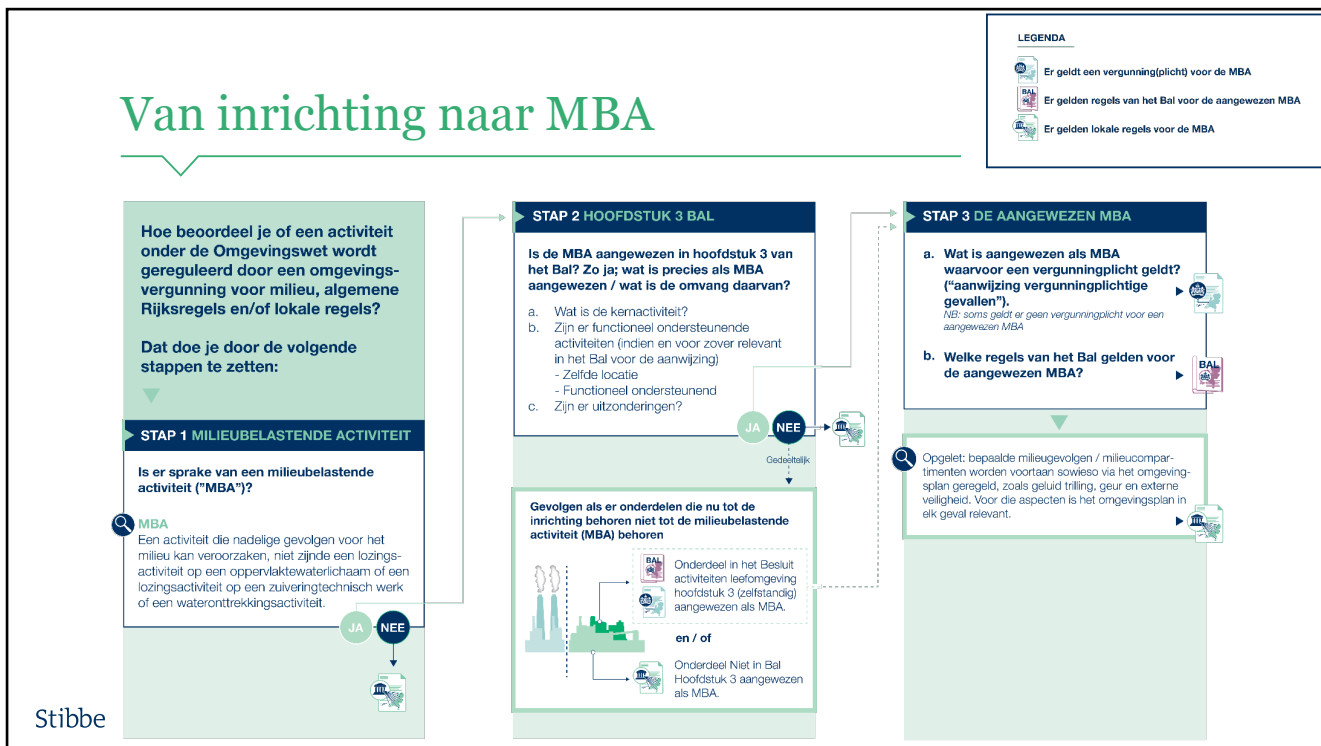 Van inrichting naar MBA
LEGENDA
Er geldt een vergunning(plicht) voor de MBA
BAL
Er gelden regels van het Bal voor de aangewezen MBA
Er gelden lokale regels voor de MBA
Hoe beoordeel je of een activiteit
onder de Omgevingswet wordt
gereguleerd door een omgevings-
vergunning voor milieu, algemene
Rijksregels en/of lokale regels?
Dat doe je door de volgende
stappen te zetten:
STAP 1 MILIEUBELASTENDE ACTIVITEIT
Is er sprake van een milieubelastende
activiteit ("MBA")?
MBA
Een activiteit die nadelige gevolgen voor het
milieu kan veroorzaken, niet zijnde een lozings-
activiteit op een oppervlaktewaterlichaam of een
lozingsactiviteit op een zuiveringtechnisch werk
of een wateronttrekkingsactiviteit.
JA NEE
STAP 2 HOOFDSTUK 3 BAL
Is de MBA aangewezen in hoofdstuk 3 van
het Bal? Zo ja; wat is precies als MBA
aangewezen / wat is de omvang daarvan?
a. Wat is de kernactiviteit?
b. Zijn er functioneel ondersteunende
activiteiten (indien en voor zover relevant
in het Bal voor de aanwijzing)
- Zelfde locatie
- Functioneel ondersteunend
c. Zijn er uitzonderingen?
JA NEE
Gedeeltelijk
Gevolgen als er onderdelen die nu tot de
inrichting behoren niet tot de milieubelastende
activiteit (MBA) behoren
BAL
Onderdeel in het Besluit
activiteiten leefomgeving
hoofdstuk 3 (zelfstandig)
aangewezen als MBA.
en / of
Onderdeel Niet in Bal
Hoofdstuk 3 aangewezen
als MBA.
STAP 3 DE AANGEWEZEN MBA
a. Wat is aangewezen als MBA
waarvoor een vergunningplicht geldt?
("aanwijzing vergunningplichtige
gevallen").
NB: soms geldt er geen vergunningplicht voor een
aangewezen MBA
b. Welke regels van het Bal gelden voor
de aangewezen MBA?
BAL
Opgelet: bepaalde milieugevolgen / milieucompar-
timenten worden voortaan sowieso via het omgeving-
splan geregeld, zoals geluid trilling, geur en externe
veiligheid. Voor die aspecten is het omgevingsplan in
elk geval relevant.
Stibbe